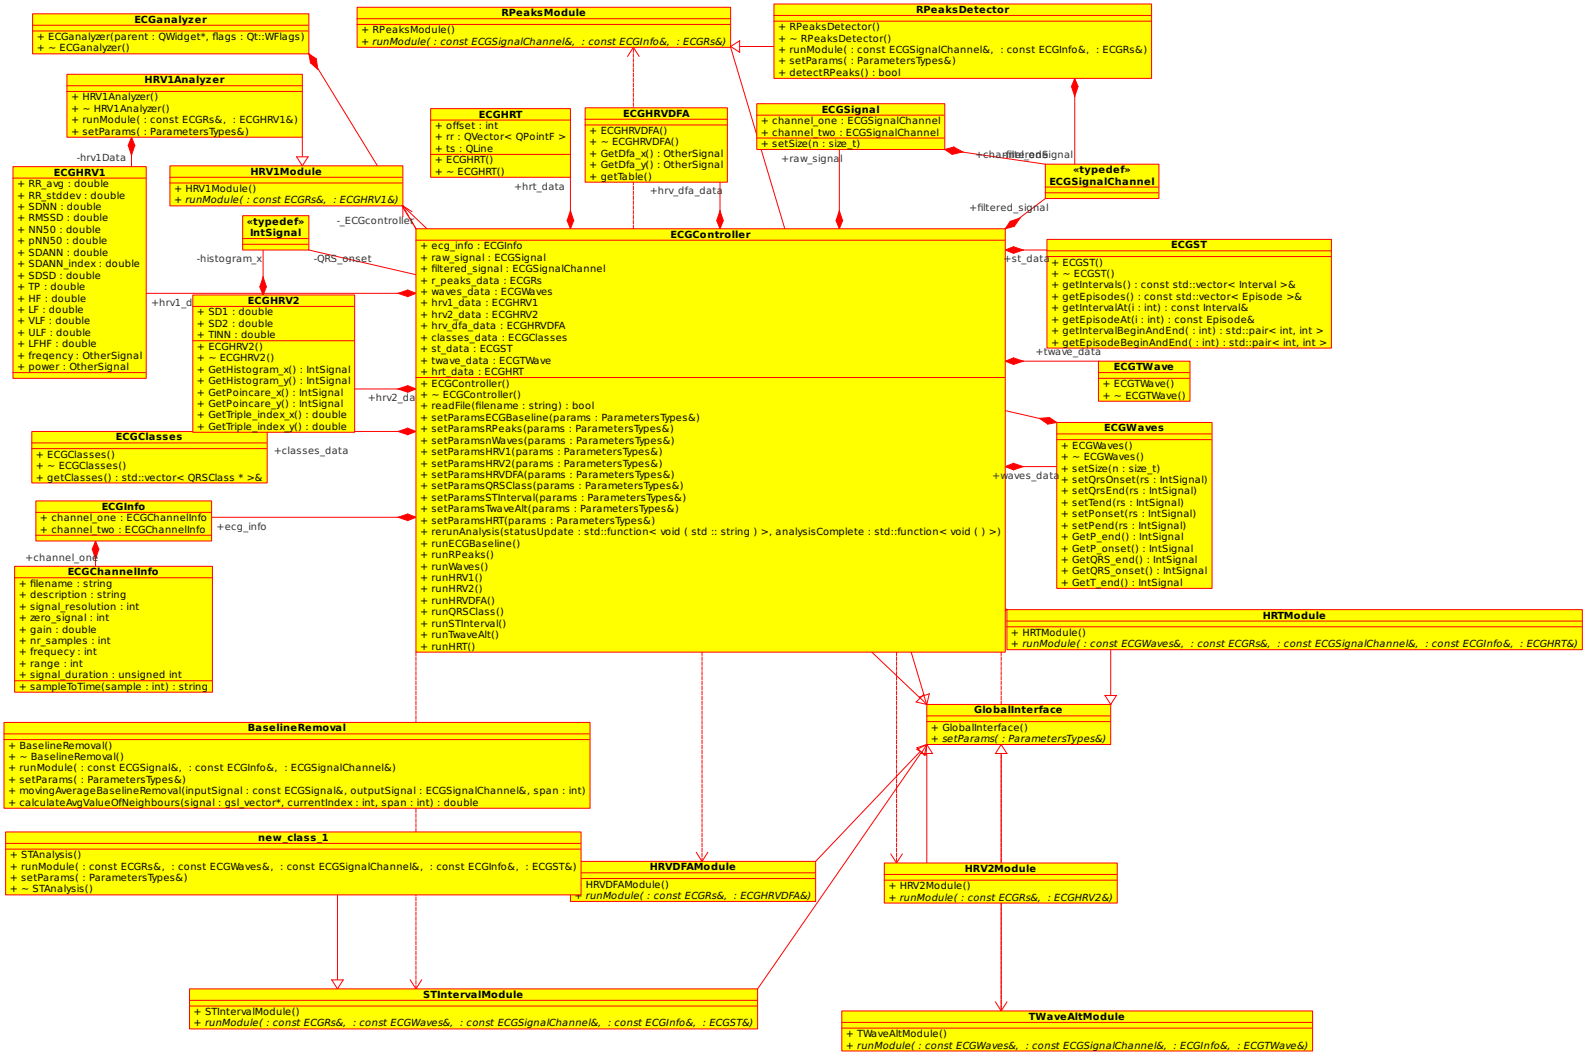 ECGanalyzer
+ ECGanalyzer(parent : QWidget*, flags : Qt::WFlags)
+ ~ ECGanalyzer()
RPeaksModule
+ RPeaksModule()
+ runModule( : const ECGSignalChannel&,  : const ECGInfo&,  : ECGRs&)
RPeaksDetector
+ RPeaksDetector()
+ ~ RPeaksDetector()
+ runModule( : const ECGSignalChannel&,  : const ECGInfo&,  : ECGRs&)
+ setParams( : ParametersTypes&)
+ detectRPeaks() : bool
HRV1Analyzer
+ HRV1Analyzer()
+ ~ HRV1Analyzer()
+ runModule( : const ECGRs&,  : ECGHRV1&)
+ setParams( : ParametersTypes&)
-hrv1Data
ECGHRT
+ offset : int
+ rr : QVector< QPointF >
+ ts : QLine
+ ECGHRT()
+ ~ ECGHRT()
+hrt_data
ECGHRVDFA
+ ECGHRVDFA()
+ ~ ECGHRVDFA()
+ GetDfa_x() : OtherSignal
+ GetDfa_y() : OtherSignal
+ getTable()
+hrv_dfa_data
ECGSignal
+ channel_one : ECGSignalChannel
+ channel_two : ECGSignalChannel
+ setSize(n : size_t)
+raw_signal
+channel_one
-filteredSignal
«typedef»
ECGSignalChannel
+filtered_signal
ECGHRV1
+ RR_avg : double
+ RR_stddev : double
+ SDNN : double
+ RMSSD : double
+ NN50 : double
+ pNN50 : double
+ SDANN : double
+ SDANN_index : double
+ SDSD : double
+ TP : double
+ HF : double
+ LF : double
+ VLF : double
+ ULF : double
+ LFHF : double
+ freqency : OtherSignal
+ power : OtherSignal
HRV1Module
+ HRV1Module()
+ runModule( : const ECGRs&,  : ECGHRV1&)
-_ECGcontroller
«typedef»
IntSignal
-histogram_x
-QRS_onset
+hrv1_d
ECGHRV2
+ SD1 : double
+ SD2 : double
+ TINN : double
+ ECGHRV2()
+ ~ ECGHRV2()
+ GetHistogram_x() : IntSignal
+ GetHistogram_y() : IntSignal
+ GetPoincare_x() : IntSignal
+ GetPoincare_y() : IntSignal
+ GetTriple_index_x() : double
+ GetTriple_index_y() : double
+hrv2_da
ECGController
+ ecg_info : ECGInfo
+ raw_signal : ECGSignal
+ filtered_signal : ECGSignalChannel
+ r_peaks_data : ECGRs
+ waves_data : ECGWaves
+ hrv1_data : ECGHRV1
+ hrv2_data : ECGHRV2
+ hrv_dfa_data : ECGHRVDFA
+ classes_data : ECGClasses
+ st_data : ECGST
+ twave_data : ECGTWave
+ hrt_data : ECGHRT
+ ECGController()
+ ~ ECGController()
+ readFile(filename : string) : bool
+ setParamsECGBaseline(params : ParametersTypes&)
+ setParamsRPeaks(params : ParametersTypes&)
+ setParamsnWaves(params : ParametersTypes&)
+ setParamsHRV1(params : ParametersTypes&)
+ setParamsHRV2(params : ParametersTypes&)
+ setParamsHRVDFA(params : ParametersTypes&)
+ setParamsQRSClass(params : ParametersTypes&)
+ setParamsSTInterval(params : ParametersTypes&)
+ setParamsTwaveAlt(params : ParametersTypes&)
+ setParamsHRT(params : ParametersTypes&)
+ rerunAnalysis(statusUpdate : std::function< void ( std :: string ) >, analysisComplete : std::function< void ( ) >)
+ runECGBaseline()
+ runRPeaks()
+ runWaves()
+ runHRV1()
+ runHRV2()
+ runHRVDFA()
+ runQRSClass()
+ runSTInterval()
+ runTwaveAlt()
+ runHRT()
ECGST
+ ECGST()
+ ~ ECGST()
+ getIntervals() : const std::vector< Interval >&
+ getEpisodes() : const std::vector< Episode >&
+ getIntervalAt(i : int) : const Interval&
+ getEpisodeAt(i : int) : const Episode&
+ getIntervalBeginAndEnd( : int) : std::pair< int, int >
+ getEpisodeBeginAndEnd( : int) : std::pair< int, int >
+st_data
+twave_data
ECGTWave
+ ECGTWave()
+ ~ ECGTWave()
ECGWaves
+ ECGWaves()
+ ~ ECGWaves()
+ setSize(n : size_t)
+ setQrsOnset(rs : IntSignal)
+ setQrsEnd(rs : IntSignal)
+ setTend(rs : IntSignal)
+ setPonset(rs : IntSignal)
+ setPend(rs : IntSignal)
+ GetP_end() : IntSignal
+ GetP_onset() : IntSignal
+ GetQRS_end() : IntSignal
+ GetQRS_onset() : IntSignal
+ GetT_end() : IntSignal
+waves_data
ECGClasses
+ ECGClasses()
+ ~ ECGClasses()
+ getClasses() : std::vector< QRSClass * >&
+classes_data
ECGInfo
+ channel_one : ECGChannelInfo
+ channel_two : ECGChannelInfo
+ecg_info
+channel_one
ECGChannelInfo
+ filename : string
+ description : string
+ signal_resolution : int
+ zero_signal : int
+ gain : double
+ nr_samples : int
+ frequecy : int
+ range : int
+ signal_duration : unsigned int
+ sampleToTime(sample : int) : string
HRTModule
+ HRTModule()
+ runModule( : const ECGWaves&,  : const ECGRs&,  : const ECGSignalChannel&,  : const ECGInfo&,  : ECGHRT&)
GlobalInterface
+ GlobalInterface()
+ setParams( : ParametersTypes&)
BaselineRemoval
+ BaselineRemoval()
+ ~ BaselineRemoval()
+ runModule( : const ECGSignal&,  : const ECGInfo&,  : ECGSignalChannel&)
+ setParams( : ParametersTypes&)
+ movingAverageBaselineRemoval(inputSignal : const ECGSignal&, outputSignal : ECGSignalChannel&, span : int)
+ calculateAvgValueOfNeighbours(signal : gsl_vector*, currentIndex : int, span : int) : double
new_class_1
+ STAnalysis()
+ runModule( : const ECGRs&,  : const ECGWaves&,  : const ECGSignalChannel&,  : const ECGInfo&,  : ECGST&)
+ setParams( : ParametersTypes&)
+ ~ STAnalysis()
HRVDFAModule
HRVDFAModule()
+ runModule( : const ECGRs&,  : ECGHRVDFA&)
HRV2Module
+ HRV2Module()
+ runModule( : const ECGRs&,  : ECGHRV2&)
STIntervalModule
+ STIntervalModule()
+ runModule( : const ECGRs&,  : const ECGWaves&,  : const ECGSignalChannel&,  : const ECGInfo&,  : ECGST&)
TWaveAltModule
+ TWaveAltModule()
+ runModule( : const ECGWaves&,  : const ECGSignalChannel&,  : ECGInfo&,  : ECGTWave&)